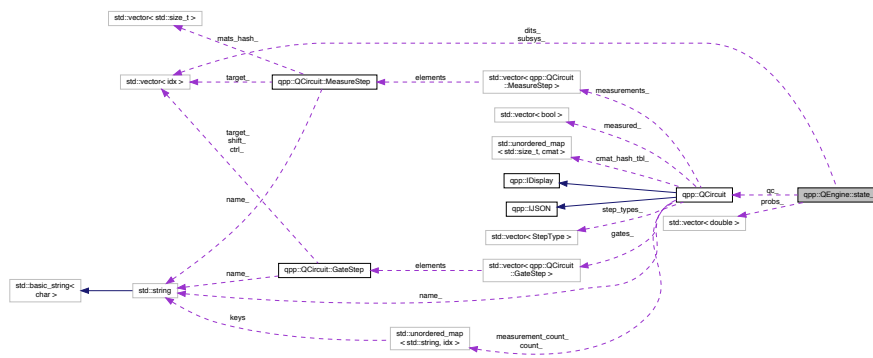 std::vector< std::size_t >
dits_
subsys_
mats_hash_
std::vector< idx >
target_
qpp::QCircuit::MeasureStep
elements
std::vector< qpp::QCircuit
::MeasureStep >
measurements_
std::vector< bool >
measured_
target_
shift_
ctrl_
std::unordered_map
< std::size_t, cmat >
cmat_hash_tbl_
qpp::IDisplay
qpp::QCircuit
qc_
qpp::QEngine::state_
probs_
name_
qpp::IJSON
step_types_
std::vector< double >
std::vector< StepType >
gates_
qpp::QCircuit::GateStep
elements
std::vector< qpp::QCircuit
::GateStep >
std::basic_string<
char >
std::string
name_
name_
keys
std::unordered_map
< std::string, idx >
measurement_count_
count_